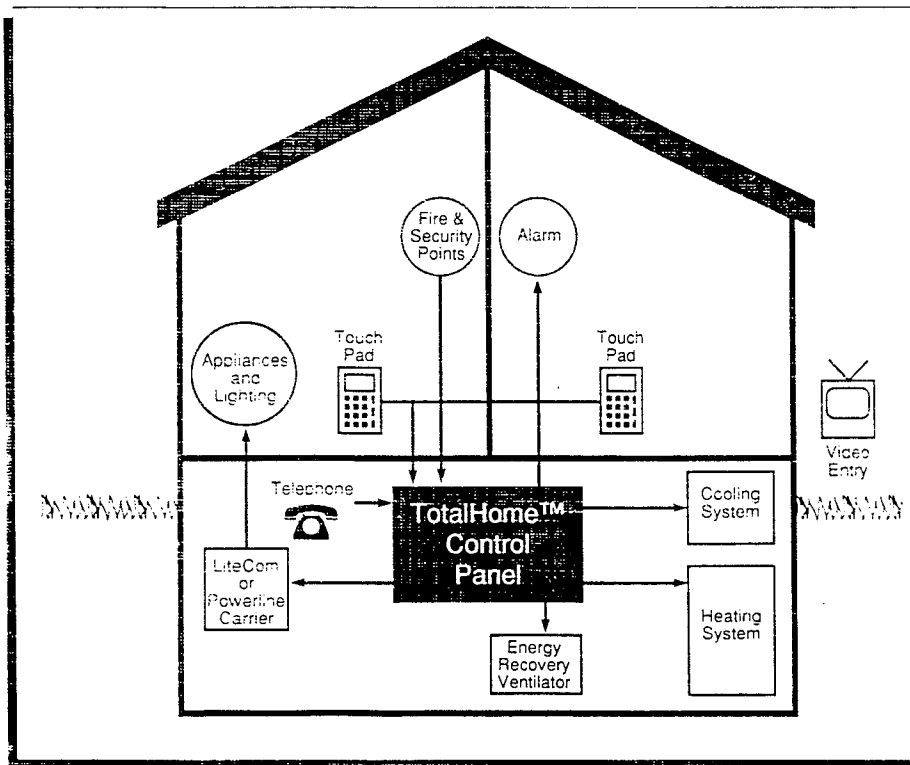 Fire &
Security
Points
Alarm
Touch
Pad
Touch
Pad
Appliances
and
Lighting
Video
Entry
Telephone
TotalHome™
Control
Panel
Cooling
System
LiteCom
or
Powerline
Carrier
Heating
System
Energy
Recovery
Ventilator